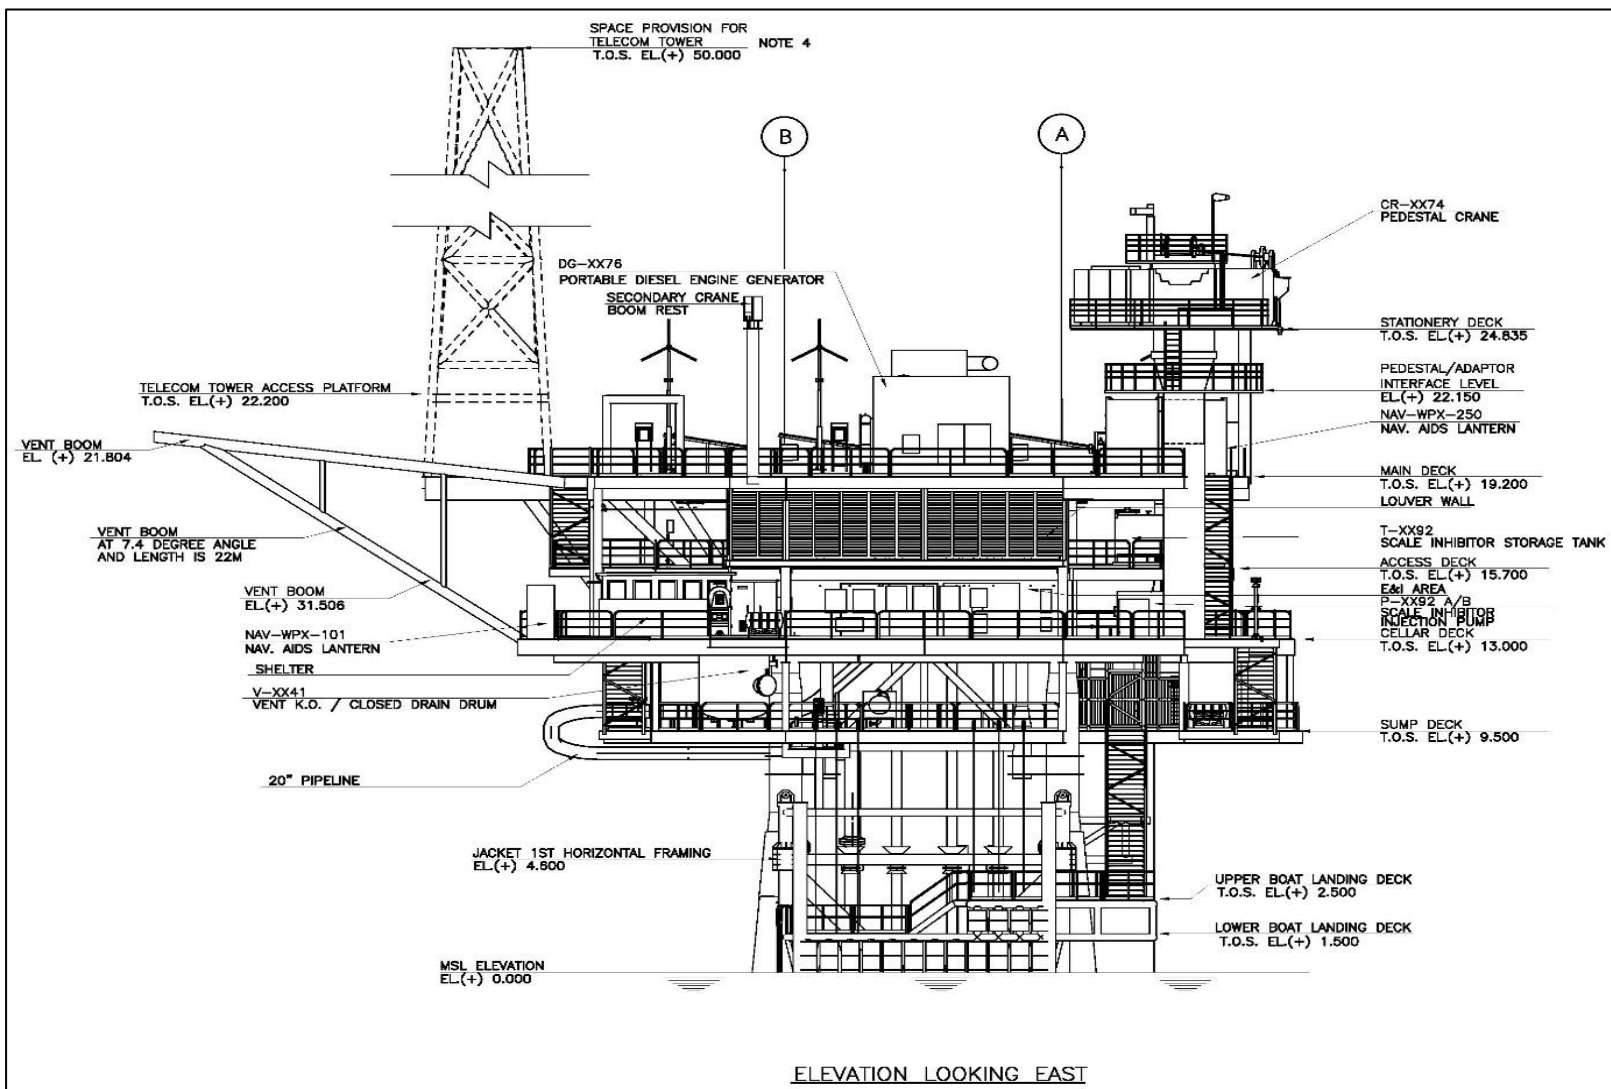 SPACE PROVISION FOR
TELECOM TOWER NOTE 4
T.O.S. EL.(+) 50.000
B
A
CR-XX74
PEDESTAL CRANE
DG-XX76
PORTABLE DIESEL ENGINE GENERATOR
SECONDARY CRANE
BOOM REST
STATIONERY DECK
T.O.S. EL.(+) 24.835
PEDESTAL/ADAPTOR
INTERFACE LEVEL
EL.(+) 22.150
TELECOM TOWER ACCESS PLATFORM
T.O.S. EL.(+) 22.200
NAV-WPX-250
NAV. AIDS LANTERN
VENT BOOM
EL. (+) 21.804
MAIN DECK
T.O.S. EL.(+) 19.200
LOUVER WALL
VENT BOOM
AT 7.4 DEGREE ANGLE
AND LENGTH IS 22M
T-XX92
SCALE INHIBITOR STORAGE TANK
ACCESS DECK
T.O.S. EL.(+) 15.700
E&I AREA
VENT BOOM
EL.(+) 31.506
P-XX92 A/B
SCALE INHIBITOR
INJECTION PUMP
NAV-WPX-101
NAV. AIDS LANTERN
CELLAR DECK
T.O.S. EL.(+) 13.000
SHELTER
V-XX41
VENT K.O. / CLOSED DRAIN DRUM
SUMP DECK
T.O.S. EL.(+) 9.500
20" PIPELINE
JACKET 1ST HORIZONTAL FRAMING
EL.(+) 4.600
UPPER BOAT LANDING DECK
T.O.S. EL.(+) 2.500
LOWER BOAT LANDING DECK
T.O.S. EL.(+) 1.500
MSL ELEVATION
EL.(+) 0.000
ELEVATION LOOKING EAST